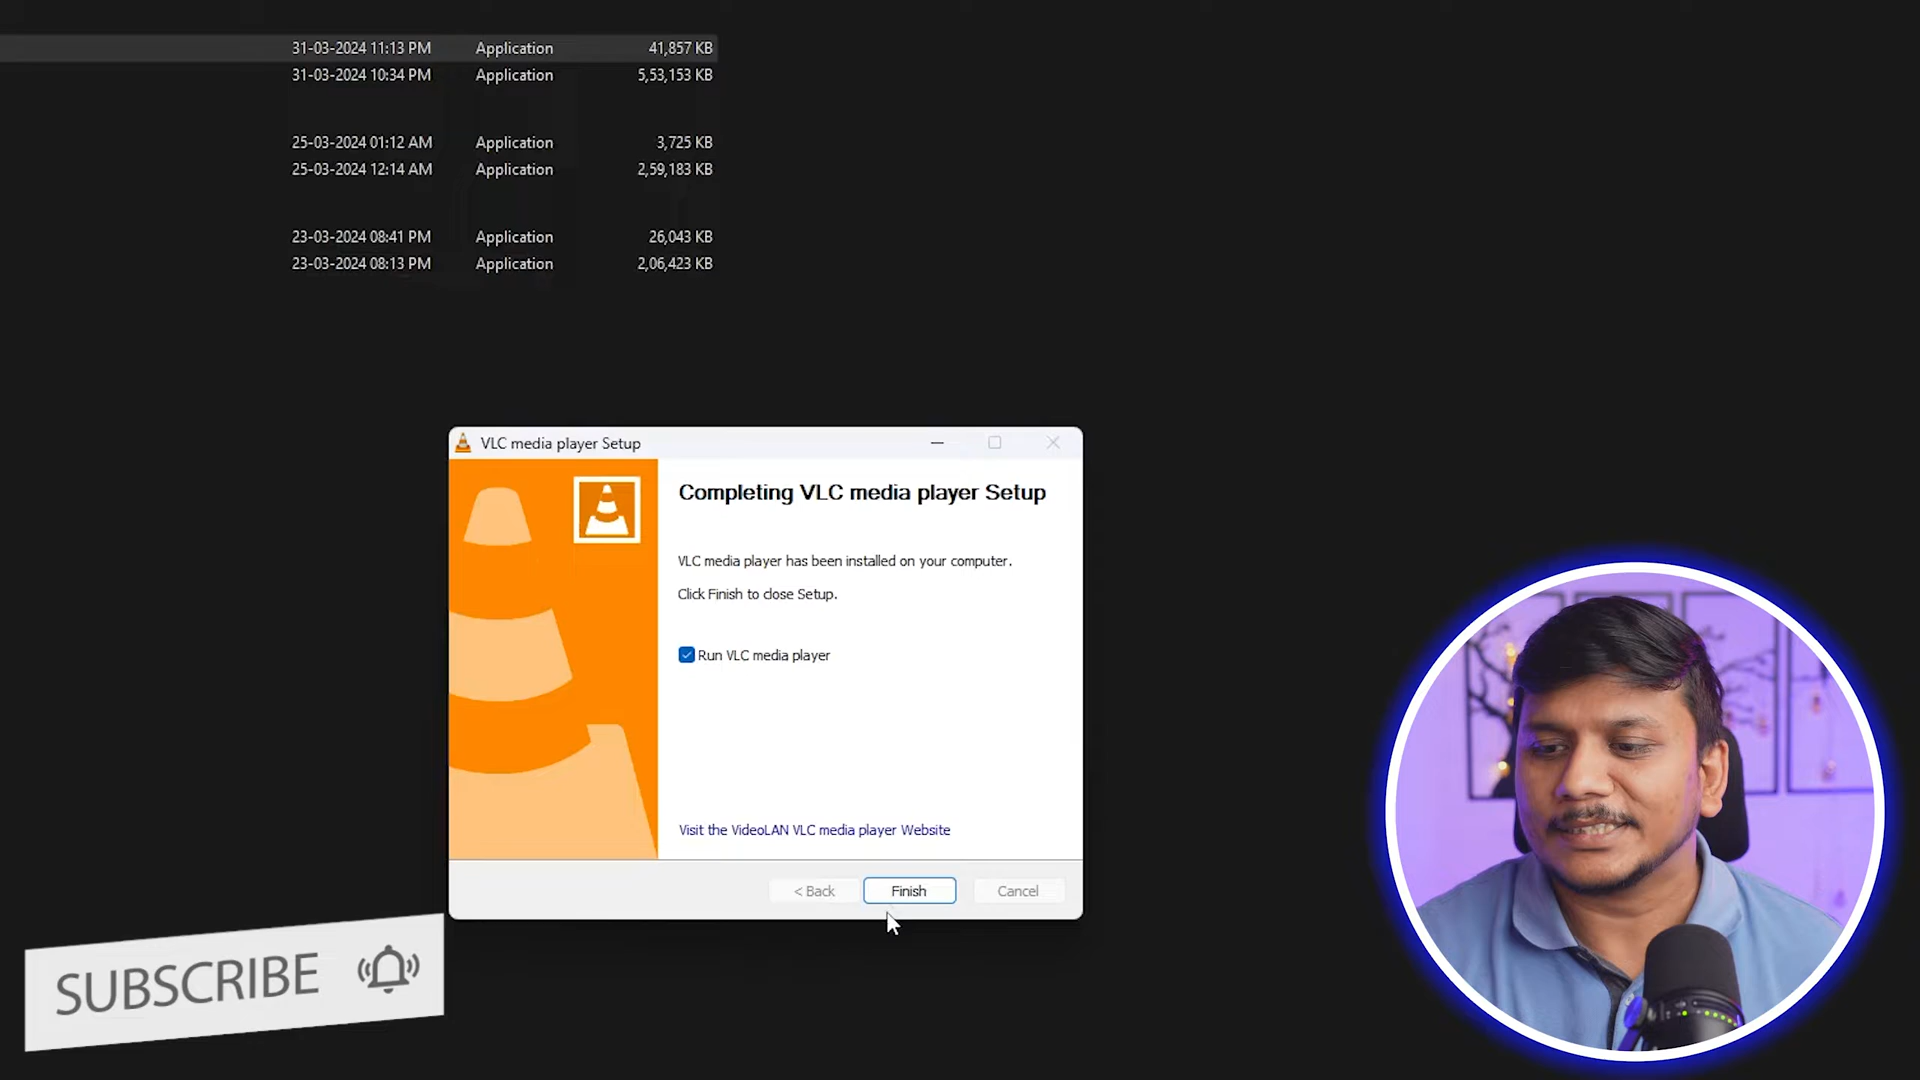 31-03-2024 11:13 PM Application 41,857 KB
31-03-2024 10:34 PM Application 5,53,153 KB
25-03-2024 01:12 AM Application 3,725 KB
25-03-2024 12:14 AM Application 2,59,183 KB
23-03-2024 08:41 PM Application 26,043 KB
23-03-2024 08:13 PM Application 2,06,423 KB
VLC media player Setup
Completing VLC media player Setup
VLC media player has been installed on your computer.
Click Finish to close Setup.
Run VLC media player
Visit the VideoLAN VLC media player Website
< Back Finish Cancel
SUBSCRIBE